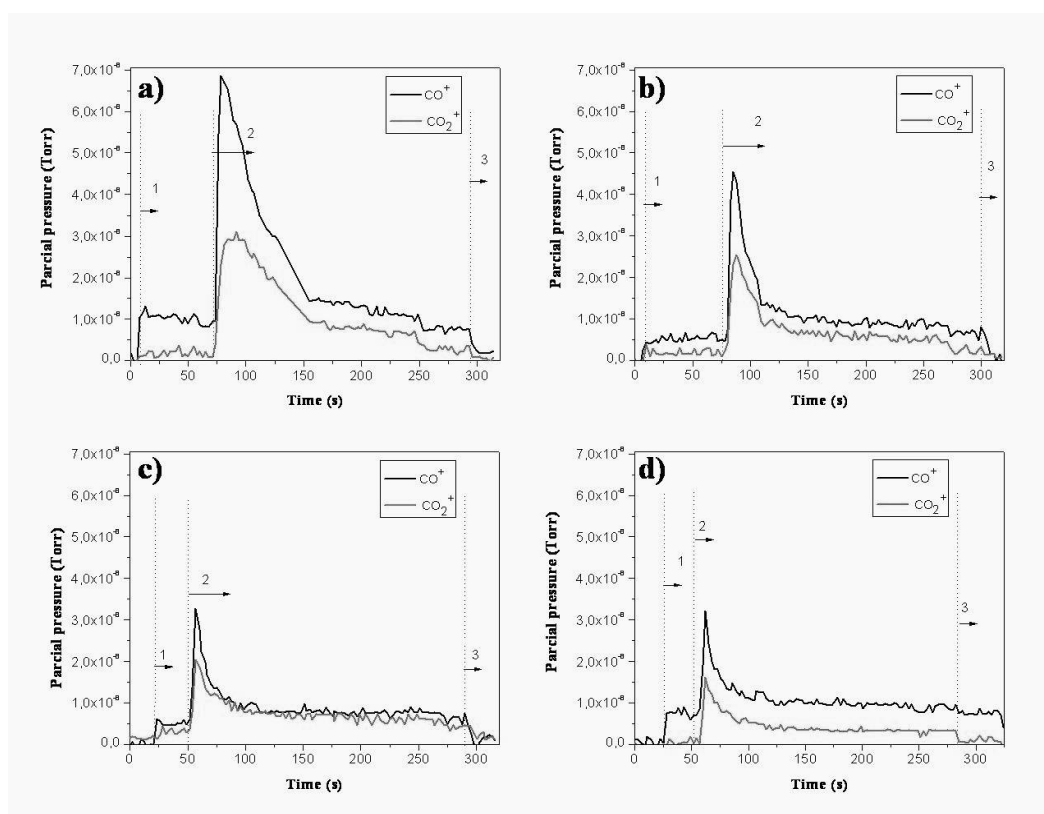 a)
7,0x10⁻⁸
6,0x10⁻⁸
5,0x10⁻⁸
4,0x10⁻⁸
3,0x10⁻⁸
2,0x10⁻⁸
1,0x10⁻⁸
0,0
Parcial pressure (Torr)
CO⁺
CO₂⁺
1
2
3
0 50 100 150 200 250 300
Time (s)
b)
7,0x10⁻⁸
6,0x10⁻⁸
5,0x10⁻⁸
4,0x10⁻⁸
3,0x10⁻⁸
2,0x10⁻⁸
1,0x10⁻⁸
0,0
Parcial pressure (Torr)
CO⁺
CO₂⁺
1
2
3
0 50 100 150 200 250 300
Time (s)
c)
7,0x10⁻⁸
6,0x10⁻⁸
5,0x10⁻⁸
4,0x10⁻⁸
3,0x10⁻⁸
2,0x10⁻⁸
1,0x10⁻⁸
0,0
Parcial pressure (Torr)
CO⁺
CO₂⁺
1
2
3
0 50 100 150 200 250 300
Time (s)
d)
7,0x10⁻⁸
6,0x10⁻⁸
5,0x10⁻⁸
4,0x10⁻⁸
3,0x10⁻⁸
2,0x10⁻⁸
1,0x10⁻⁸
0,0
Parcial pressure (Torr)
CO⁺
CO₂⁺
1
2
3
0 50 100 150 200 250 300
Time (s)